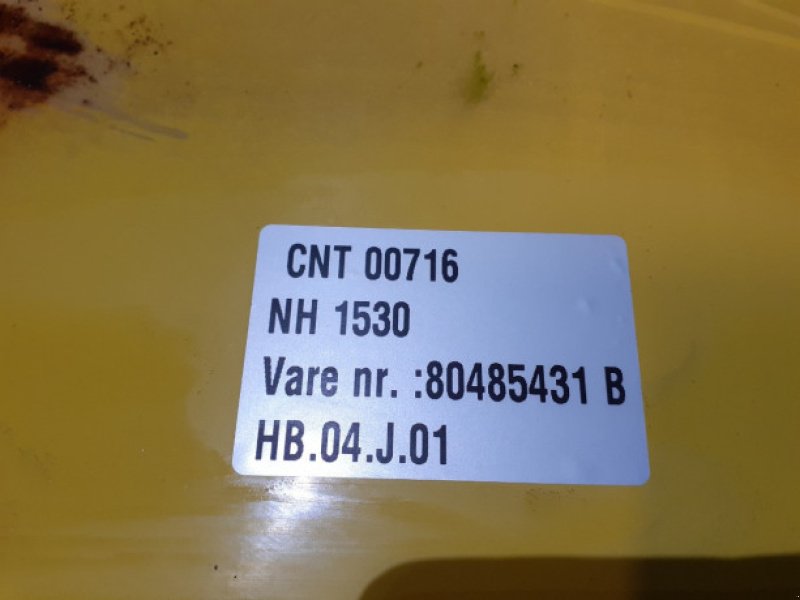 CNT 00716
NH 1530
Vare nr. :80485431 B
HB.04.J.01